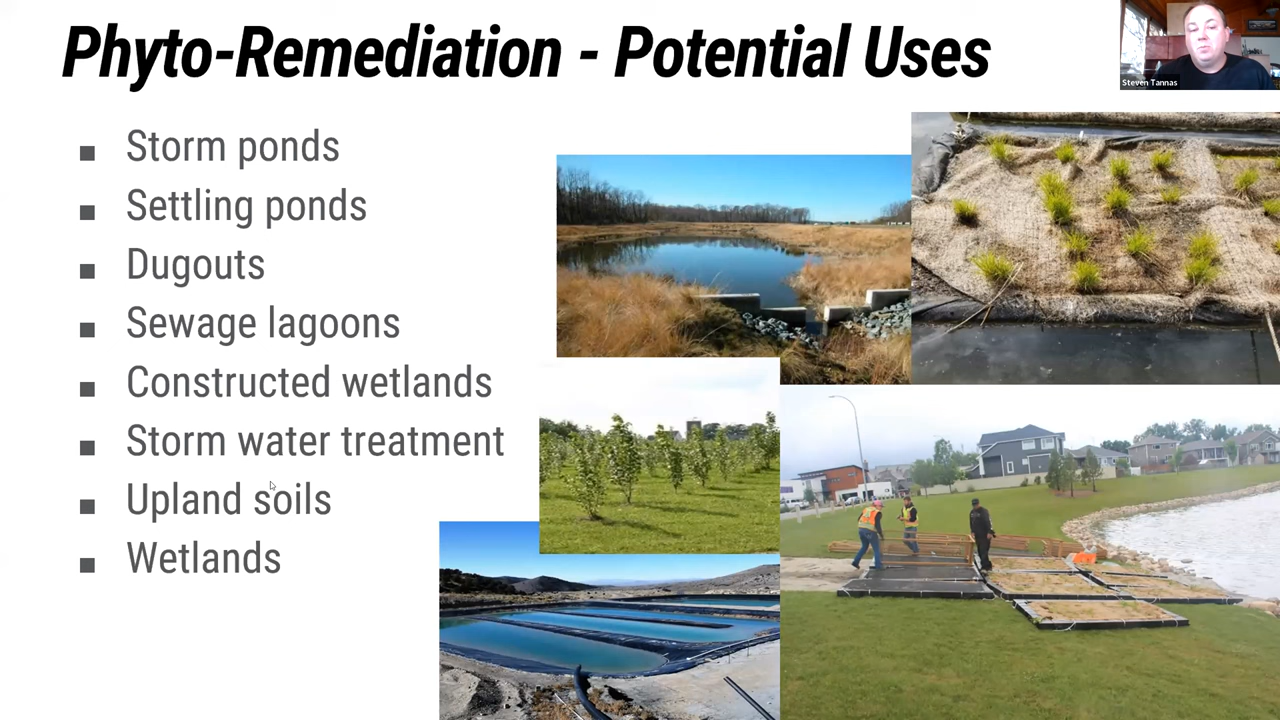 Phyto-Remediation - Potential Uses
Steven Tannas
Storm ponds
Settling ponds
Dugouts
Sewage lagoons
Constructed wetlands
Storm water treatment
Upland soils
Wetlands